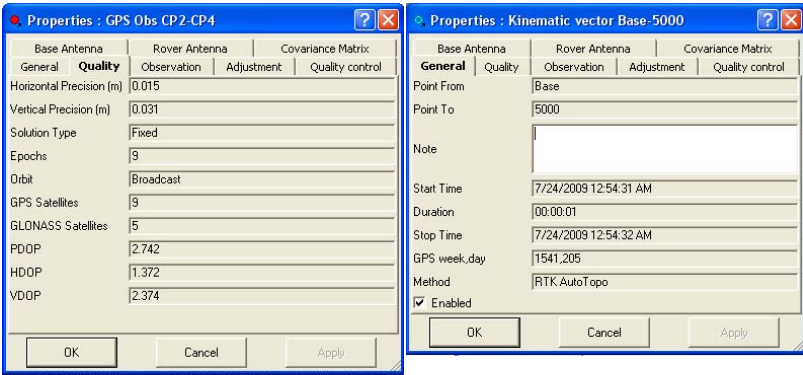 Properties : GPS Obs CP2-CP4
Base Antenna Rover Antenna Covariance Matrix
General Quality Observation Adjustment Quality control
Horizontal Precision (m) 0.015
Vertical Precision (m) 0.031
Solution Type Fixed
Epochs 9
Orbit Broadcast
GPS Satellites 9
GLONASS Satellites 5
PDOP 2.742
HDOP 1.372
VDOP 2.374
OK Cancel Apply
Properties : Kinematic vector Base-5000
Base Antenna Rover Antenna Covariance Matrix
General Quality Observation Adjustment Quality control
Point From Base
Point To 5000
Note
Start Time 7/24/2009 12:54:31 AM
Duration 00:00:01
Stop Time 7/24/2009 12:54:32 AM
GPS week,day 1541,205
Method RTK AutoTopo
Enabled
OK Cancel Apply